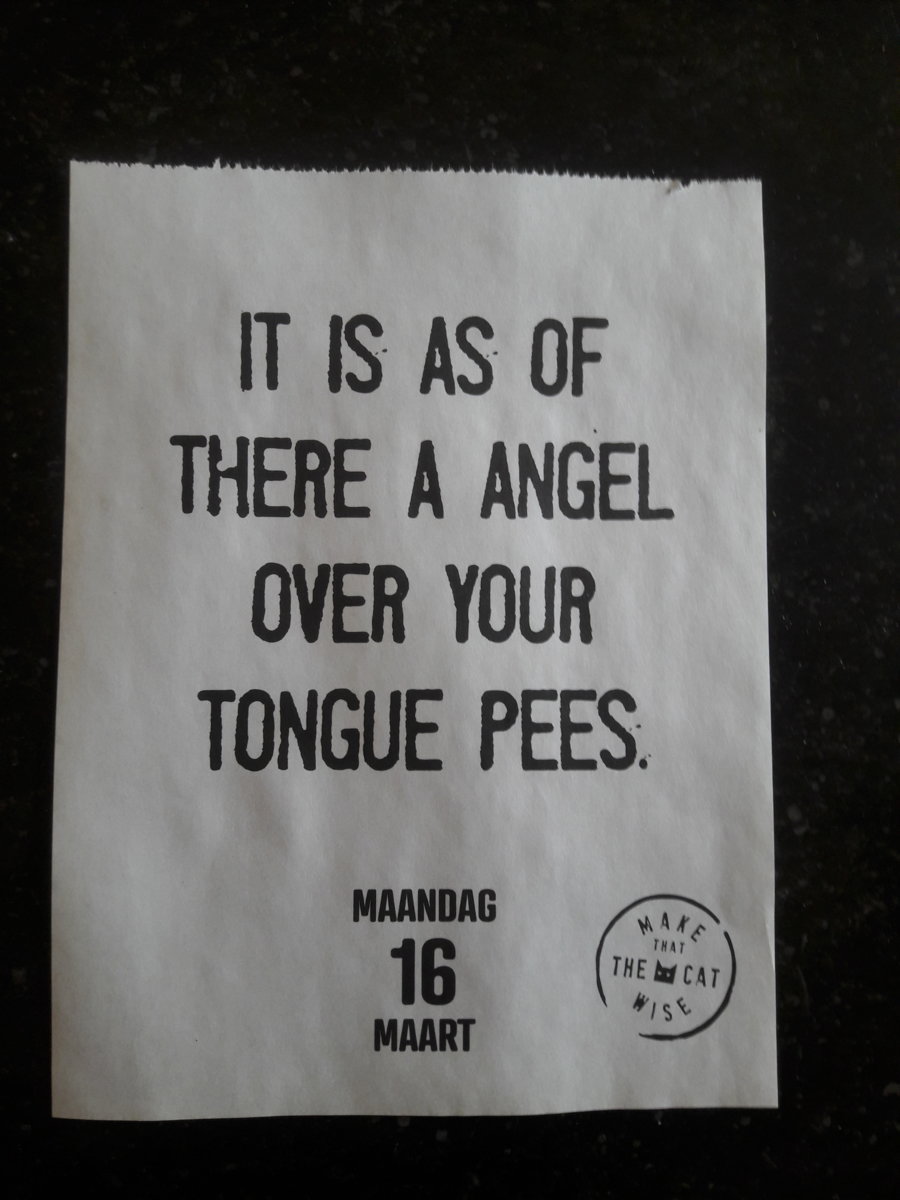 IT IS AS OF
THERE A ANGEL
OVER YOUR
TONGUE PEES.
MAANDAG
16
MAART
MAKE
THAT
THE CAT
WISE